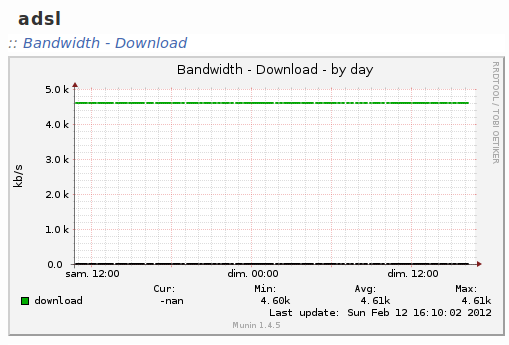 adsl
:: Bandwidth - Download
Bandwidth - Download - by day
RRDTOOL / TOBI OETIKER
kb/s
5.0 k
4.0 k
3.0 k
2.0 k
1.0 k
0.0
sam. 12:00 dim. 00:00 dim. 12:00
Cur: Min: Avg: Max:
download -nan 4.60k 4.61k 4.61k
Last update: Sun Feb 12 16:10:02 2012
Munin 1.4.5